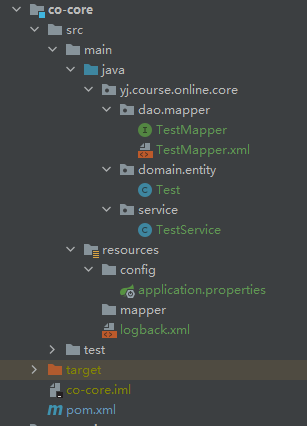 co-core
src
main
java
yj.course.online.core
dao.mapper
TestMapper
TestMapper.xml
domain.entity
Test
service
TestService
resources
config
application.properties
mapper
logback.xml
test
target
co-core.iml
pom.xml